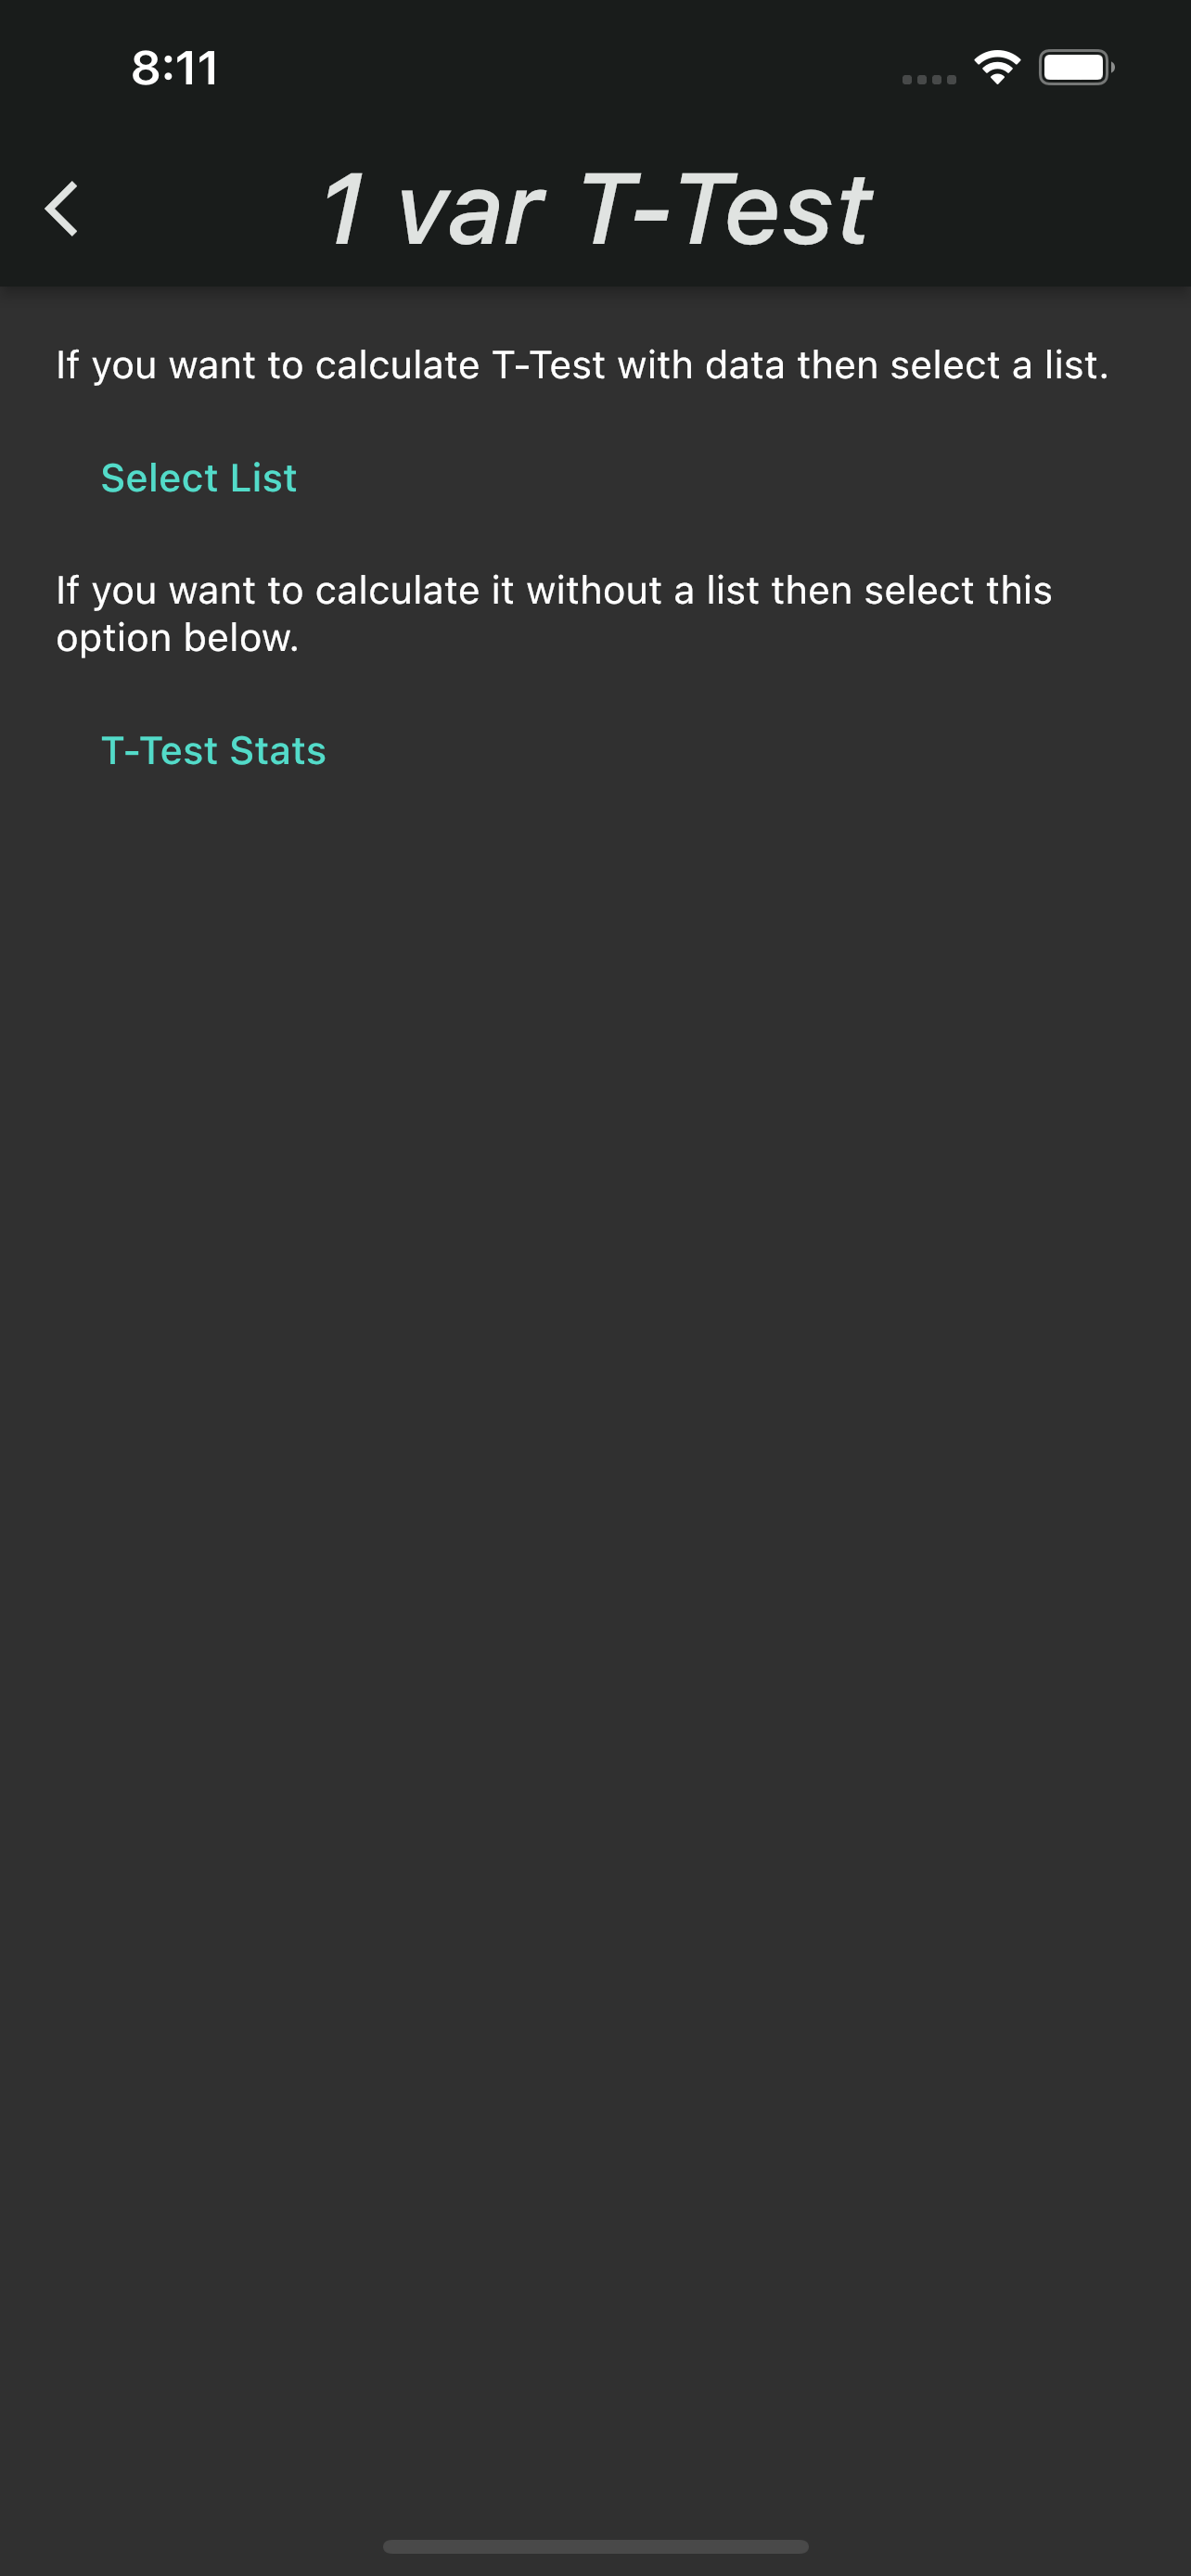 8:11
1 var T-Test
If you want to calculate T-Test with data then select a list.
Select List
If you want to calculate it without a list then select this
option below.
T-Test Stats